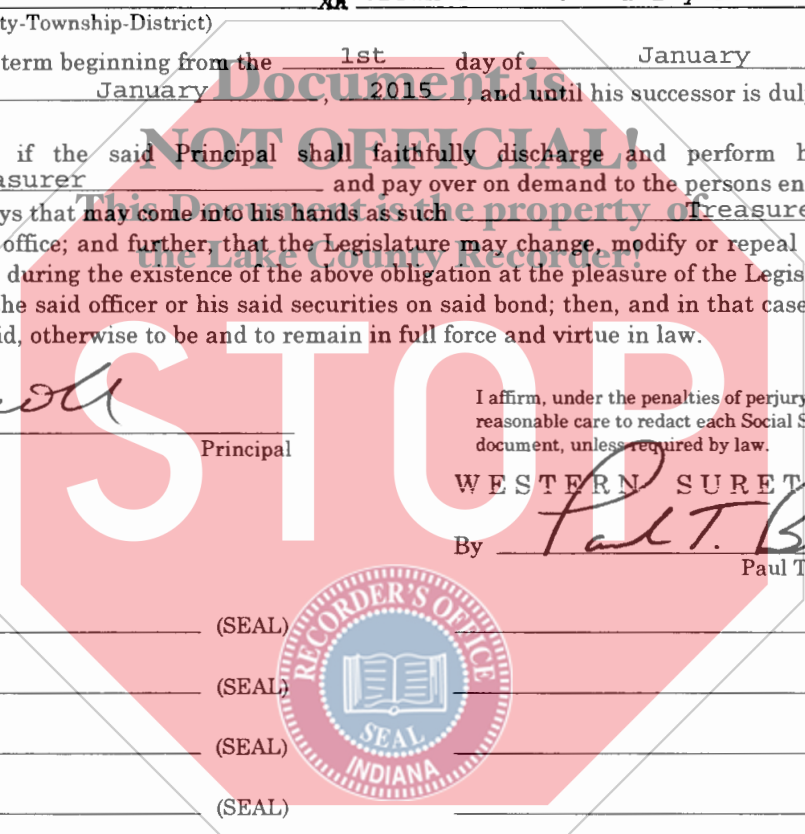 ty-Township-District)
term beginning from the 1st day of January
January , 2015 , and until his successor is dul
if the said Principal shall faithfully discharge and perform h
asurer and pay over on demand to the persons en
ys that may come into his hands as such Treasure
office; and further, that the Legislature may change, modify or repeal
during the existence of the above obligation at the pleasure of the Legis
he said officer or his said securities on said bond; then, and in that case
id, otherwise to be and to remain in full force and virtue in law.
Document is
NOT OFFICIAL!
This Document is the property of
the Lake County Recorder!
STOP
I affirm, under the penalties of perjury
reasonable care to redact each Social S
document, unless required by law.
Principal
WESTERN SURET
By Paul T. B
Paul T
(SEAL)
(SEAL)
(SEAL)
(SEAL)
RECORDER'S OFFICE
SEAL
INDIANA